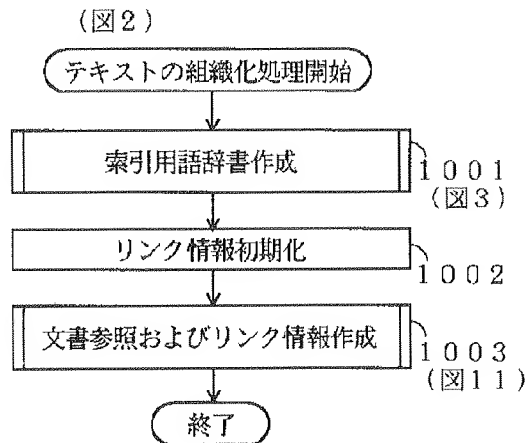 (図2)
テキストの組織化処理開始
索引用語辞書作成
1001
(図3)
リンク情報初期化
1002
文書参照およびリンク情報作成
1003
(図11)
終了